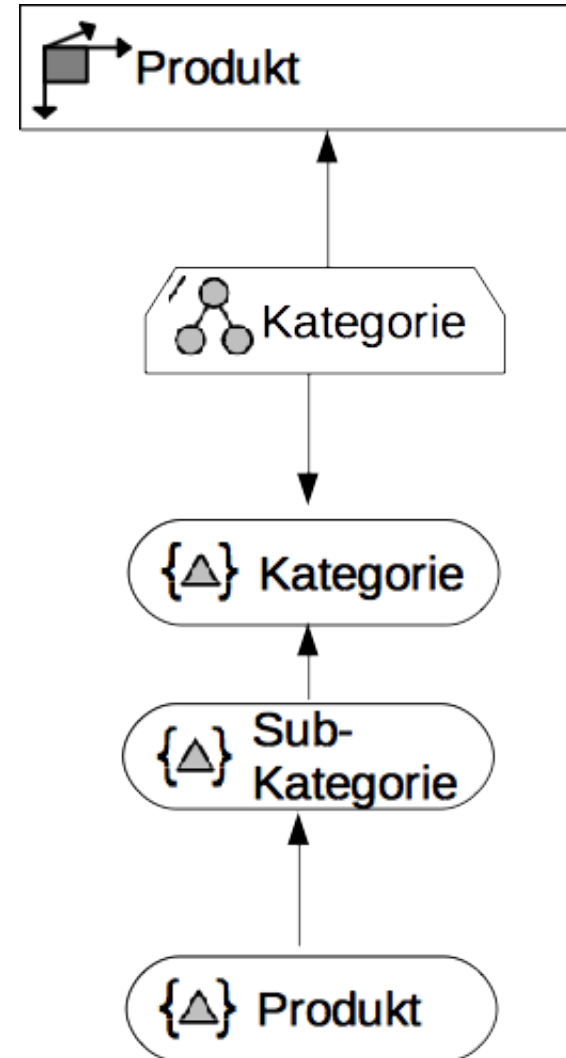 Produkt
Kategorie
{△} Kategorie
{△} Sub-
Kategorie
{△} Produkt